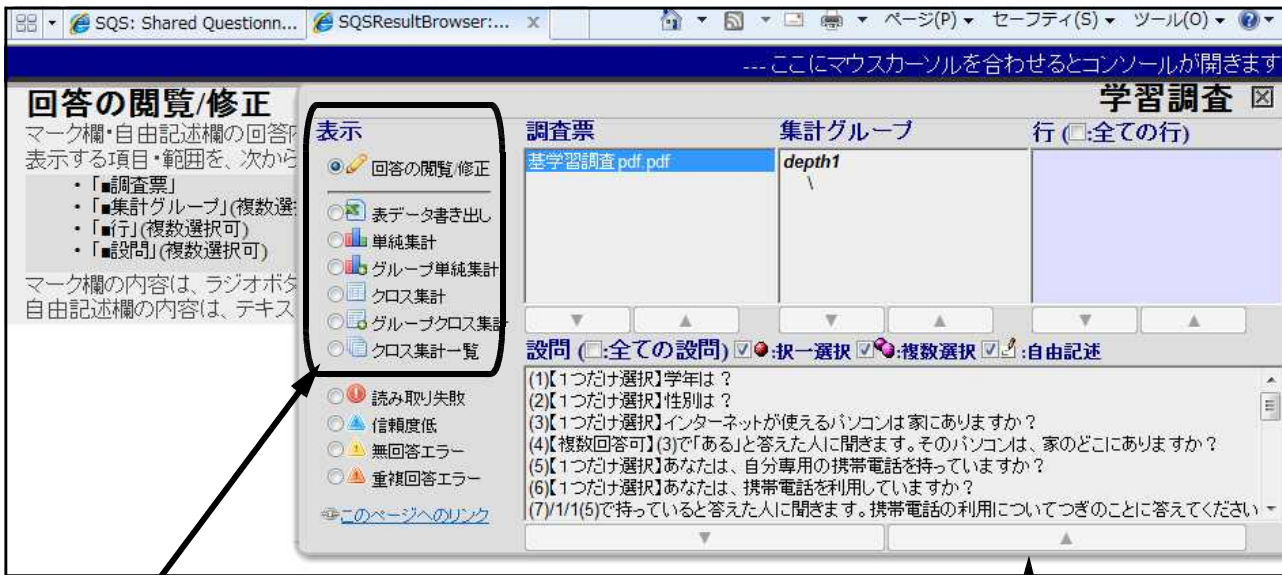 SQS: Shared Questionn... SQSResultBrowser:... X ページ(P) セーフティ(S) ツール(O)
--- ここにマウスカーソルを合わせるとコンソールが開きます
回答の閲覧/修正
マーク欄・自由記述欄の回答
表示する項目・範囲を、次から
・「■調査票」
・「■集計グループ」(複数選
・「■行」(複数選択可)
・「■設問」(複数選択可)
マーク欄の内容は、ラジオボタ
自由記述欄の内容は、テキス
学習調査
表示
回答の閲覧/修正
表データ書き出し
単純集計
グループ単純集計
クロス集計
グループクロス集計
クロス集計一覧
読み取り失敗
信頼度低
無回答エラー
重複回答エラー
このページへのリンク
調査票
基学習調査pdf.pdf
集計グループ
depth1
\
行 (□:全ての行)
▼ ▲ ▼ ▲ ▼ ▲
設問 (□:全ての設問) :択一選択 :複数選択 :自由記述
(1)【1つだけ選択】学年は?
(2)【1つだけ選択】性別は?
(3)【1つだけ選択】インターネットが使えるパソコンは家にありますか?
(4)【複数回答可】(3)で「ある」と答えた人に聞きます。そのパソコンは、家のどこにありますか?
(5)【1つだけ選択】あなたは、自分専用の携帯電話を持っていますか?
(6)【1つだけ選択】あなたは、携帯電話を利用していますか?
(7)/1/1(5)で持っていると答えた人に聞きます。携帯電話の利用についてつぎのことに答えてください
▼ ▲